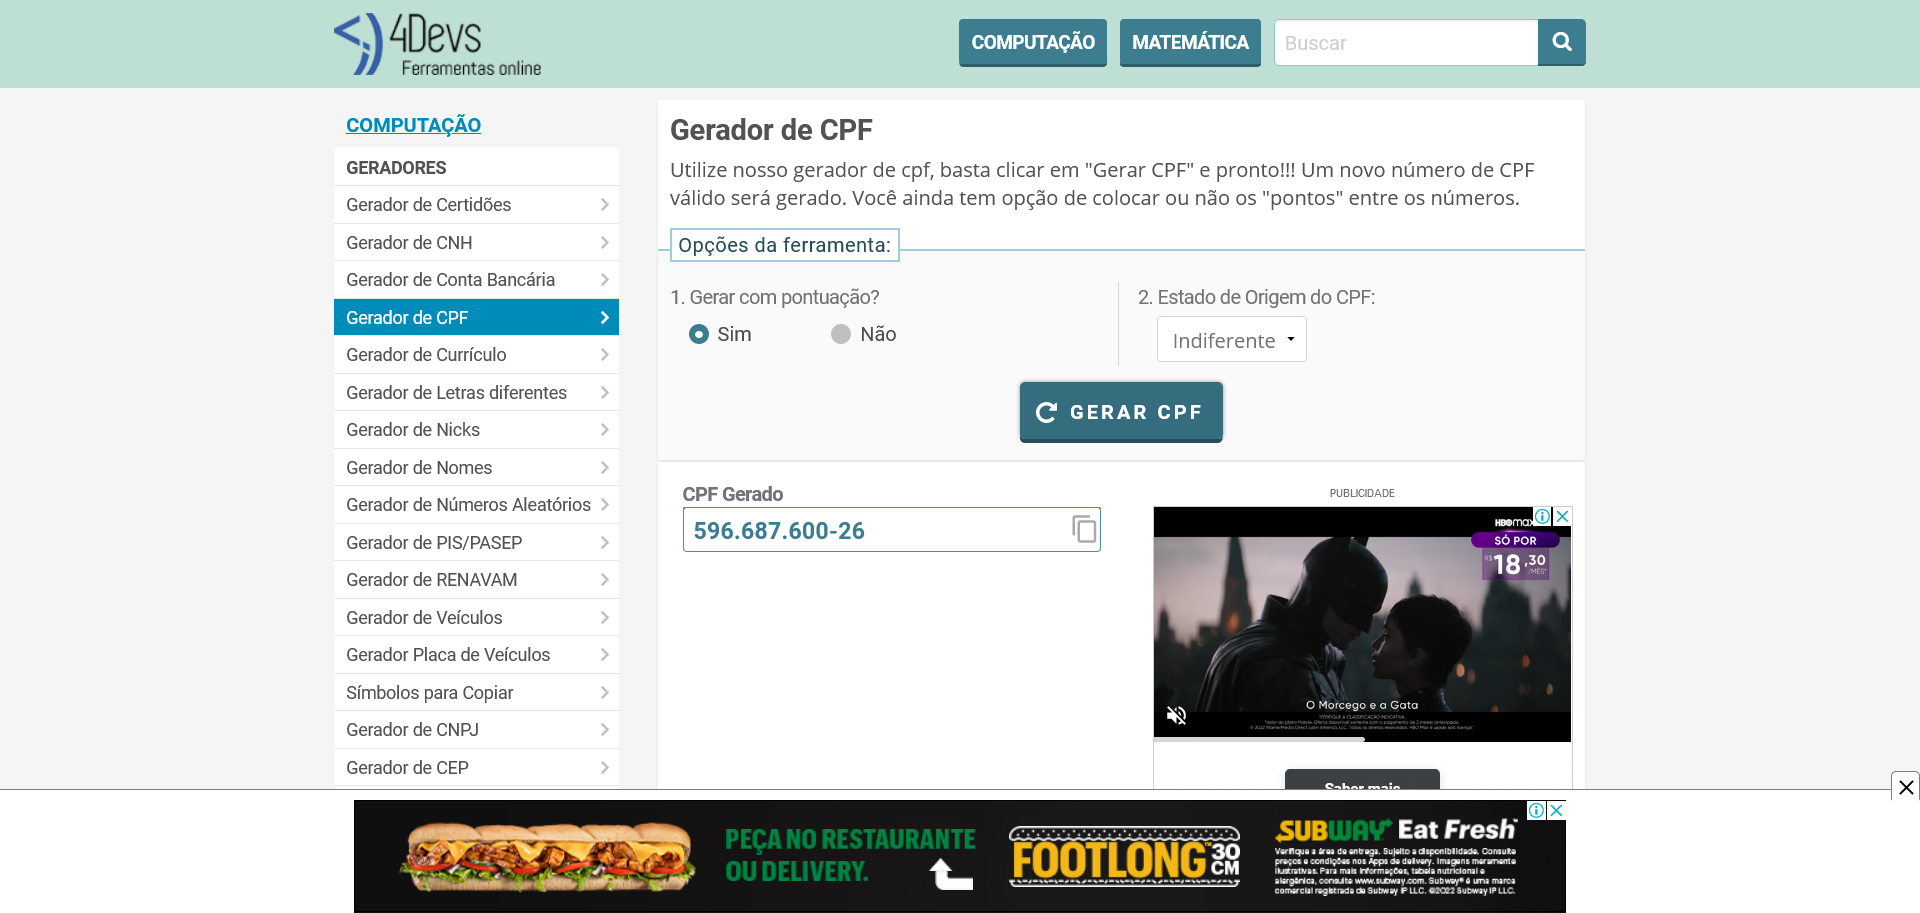 4Devs
Ferramentas online
COMPUTAÇÃO
MATEMÁTICA
Buscar
COMPUTAÇÃO
GERADORES
Gerador de Certidões
Gerador de CNH
Gerador de Conta Bancária
Gerador de CPF
Gerador de Currículo
Gerador de Letras diferentes
Gerador de Nicks
Gerador de Nomes
Gerador de Números Aleatórios
Gerador de PIS/PASEP
Gerador de RENAVAM
Gerador de Veículos
Gerador Placa de Veículos
Símbolos para Copiar
Gerador de CNPJ
Gerador de CEP
Gerador de CPF
Utilize nosso gerador de cpf, basta clicar em "Gerar CPF" e pronto!!! Um novo número de CPF
válido será gerado. Você ainda tem opção de colocar ou não os "pontos" entre os números.
Opções da ferramenta:
1. Gerar com pontuação?
Sim
Não
2. Estado de Origem do CPF:
Indiferente
GERAR CPF
CPF Gerado
596.687.600-26
PUBLICIDADE
HBOmax
SÓ POR
R$ 18,30
/MÊS*
O Morcego e a Gata
*VERIFIQUE A CLASSIFICAÇÃO INDICATIVA
Saber mais
PEÇA NO RESTAURANTE
OU DELIVERY.
FOOTLONG™ 30 CM
SUBWAY® Eat Fresh®
Verifique a área de entrega. Sujeito a disponibilidade. Consulte
preços e condições nos Apps de delivery. Imagens meramente
ilustrativas. Para mais informações, tabela nutricional e
alergênica, consulte www.subway.com. Subway® é uma marca
comercial registrada de Subway IP LLC. ©2022 Subway IP LLC.